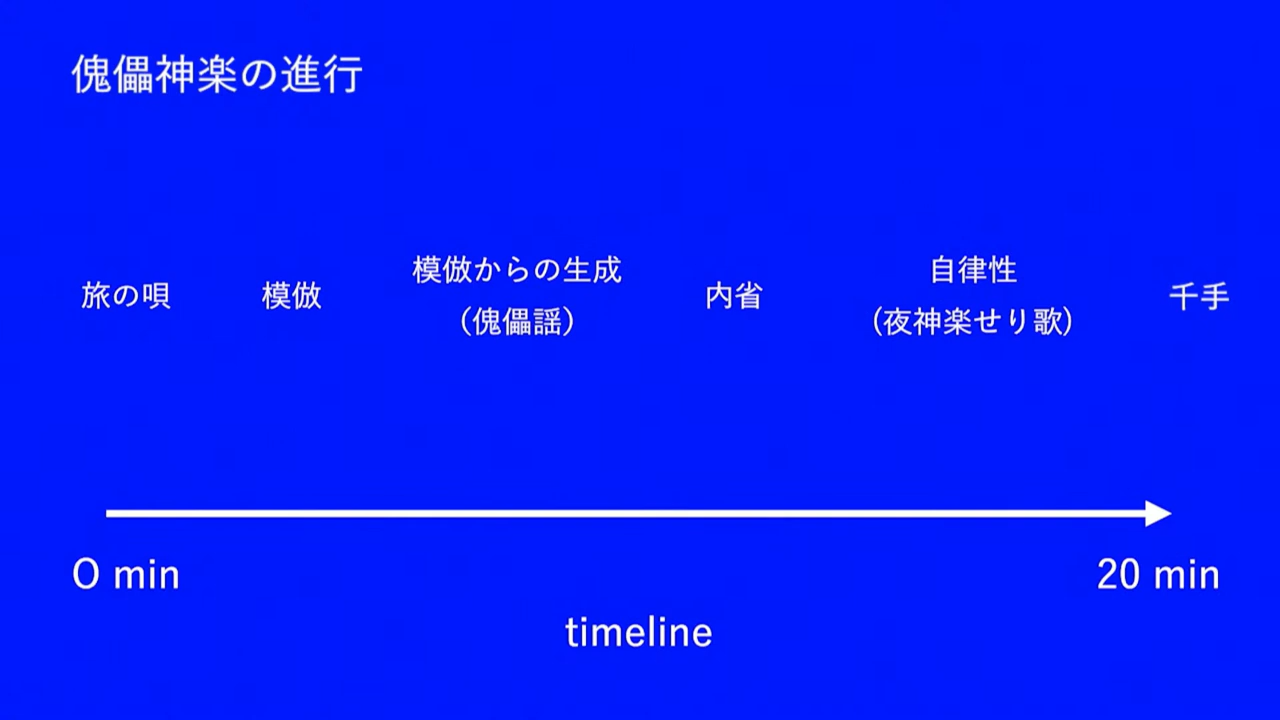 傀儡神楽の進行
旅の唄
模倣
模倣からの生成
（傀儡謡）
内省
自律性
（夜神楽せり歌）
千手
0 min
20 min
timeline